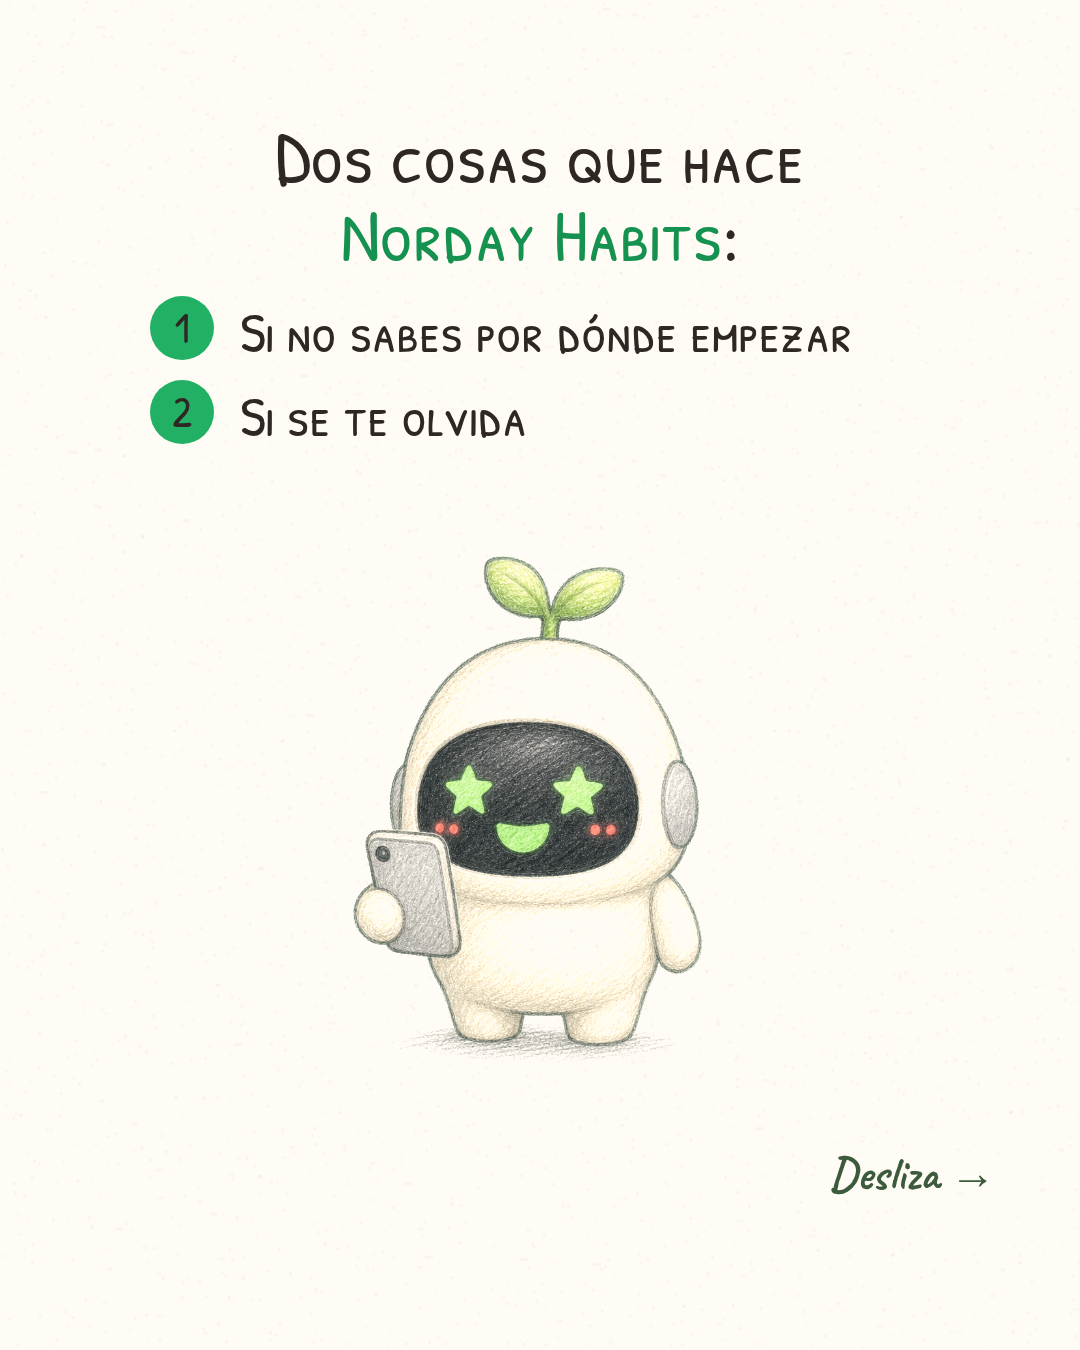 Dos cosas que hace
Norday Habits:
1 Si no sabes por dónde empezar
2 Si se te olvida
Desliza →